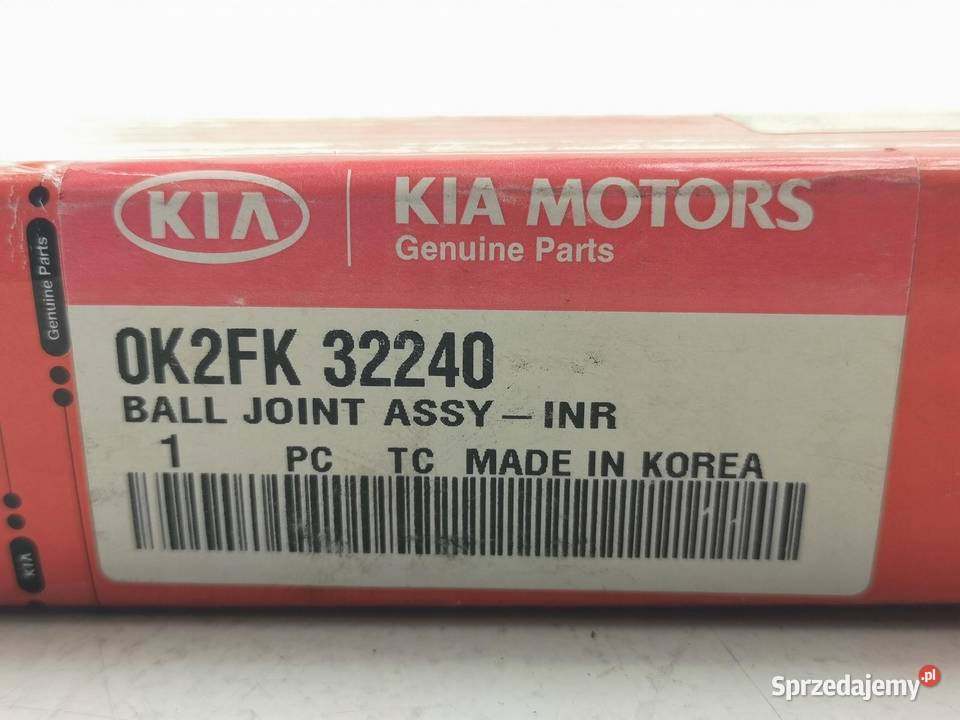 KIA
KIA MOTORS
Genuine Parts
Genuine Parts
0K2FK 32240
BALL JOINT ASSY-INR
1 PC TC MADE IN KOREA
KIA
Sprzedajemy.pl